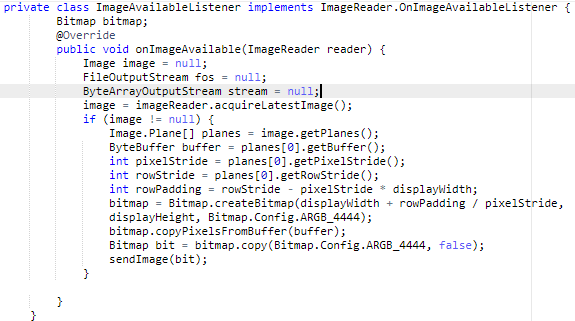 private class ImageAvailableListener implements ImageReader.OnImageAvailableListener {
Bitmap bitmap;
@Override
public void onImageAvailable(ImageReader reader) {
Image image = null;
FileOutputStream fos = null;
ByteArrayOutputStream stream = null;
image = imageReader.acquireLatestImage();
if (image != null) {
Image.Plane[] planes = image.getPlanes();
ByteBuffer buffer = planes[0].getBuffer();
int pixelStride = planes[0].getPixelStride();
int rowStride = planes[0].getRowStride();
int rowPadding = rowStride - pixelStride * displayWidth;
bitmap = Bitmap.createBitmap(displayWidth + rowPadding / pixelStride,
displayHeight, Bitmap.Config.ARGB_4444);
bitmap.copyPixelsFromBuffer(buffer);
Bitmap bit = bitmap.copy(Bitmap.Config.ARGB_4444, false);
sendImage(bit);
}
}
}